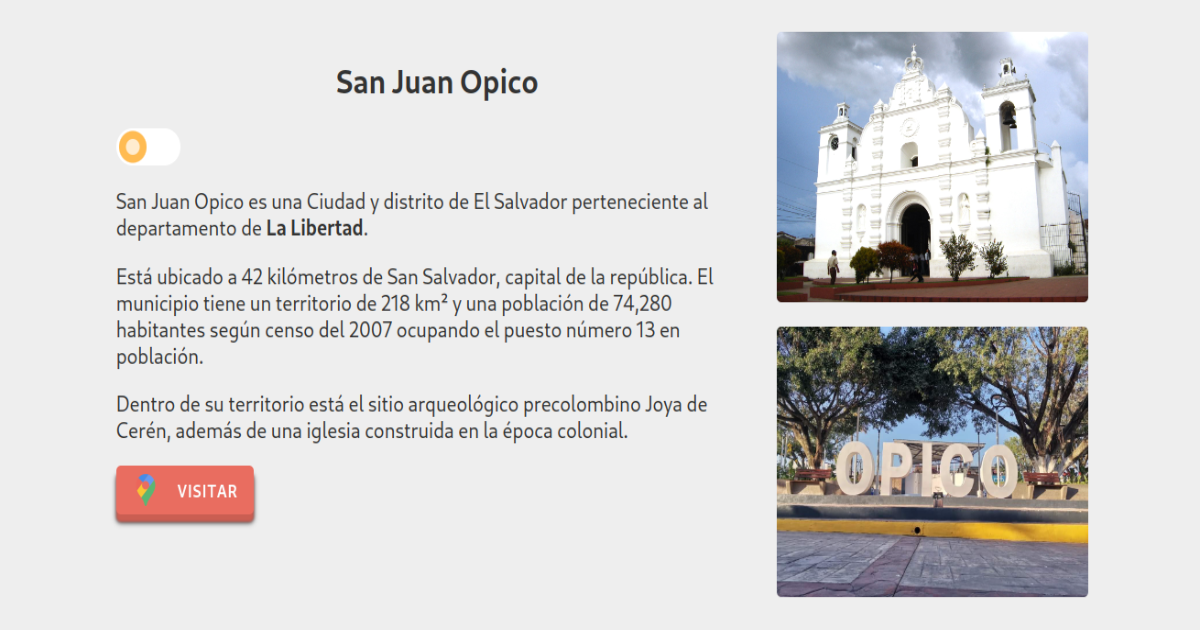 San Juan Opico
San Juan Opico es una Ciudad y distrito de El Salvador perteneciente al
departamento de La Libertad.
Está ubicado a 42 kilómetros de San Salvador, capital de la república. El
municipio tiene un territorio de 218 km² y una población de 74,280
habitantes según censo del 2007 ocupando el puesto número 13 en
población.
Dentro de su territorio está el sitio arqueológico precolombino Joya de
Cerén, además de una iglesia construida en la época colonial.
VISITAR
OPICO